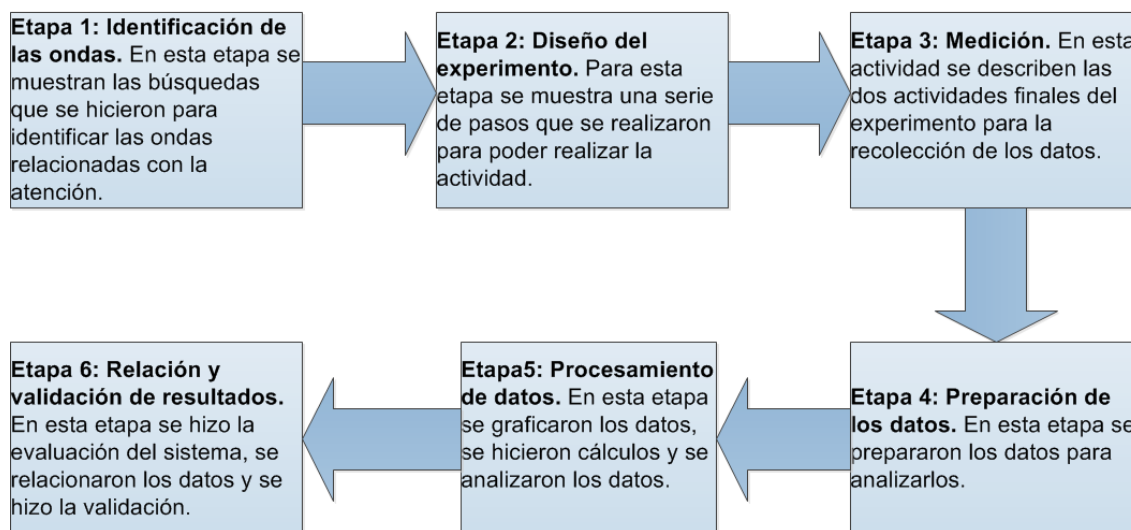 Etapa 1: Identificación de
las ondas. En esta etapa se
muestran las búsquedas
que se hicieron para
identificar las ondas
relacionadas con la
atención.
Etapa 2: Diseño del
experimento. Para esta
etapa se muestra una serie
de pasos que se realizaron
para poder realizar la
actividad.
Etapa 3: Medición. En esta
actividad se describen las
dos actividades finales del
experimento para la
recolección de los datos.
Etapa 4: Preparación de
los datos. En esta etapa se
prepararon los datos para
analizarlos.
Etapa5: Procesamiento
de datos. En esta etapa
se graficaron los datos,
se hicieron cálculos y se
analizaron los datos.
Etapa 6: Relación y
validación de resultados.
En esta etapa se hizo la
evaluación del sistema, se
relacionaron los datos y se
hizo la validación.